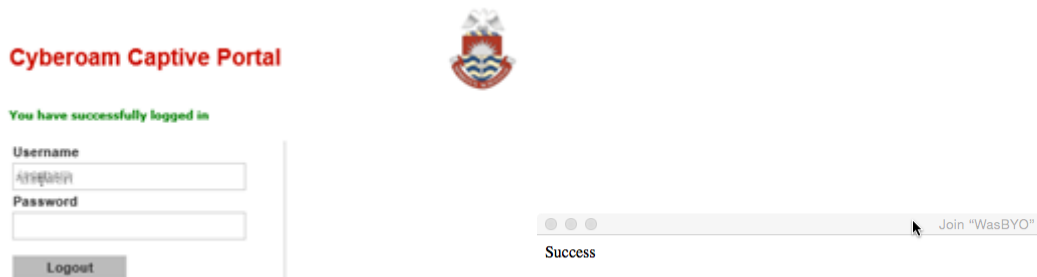 Cyberoam Captive Portal
You have successfully logged in
Username
Password
Logout
Join “WasBYO”
Success